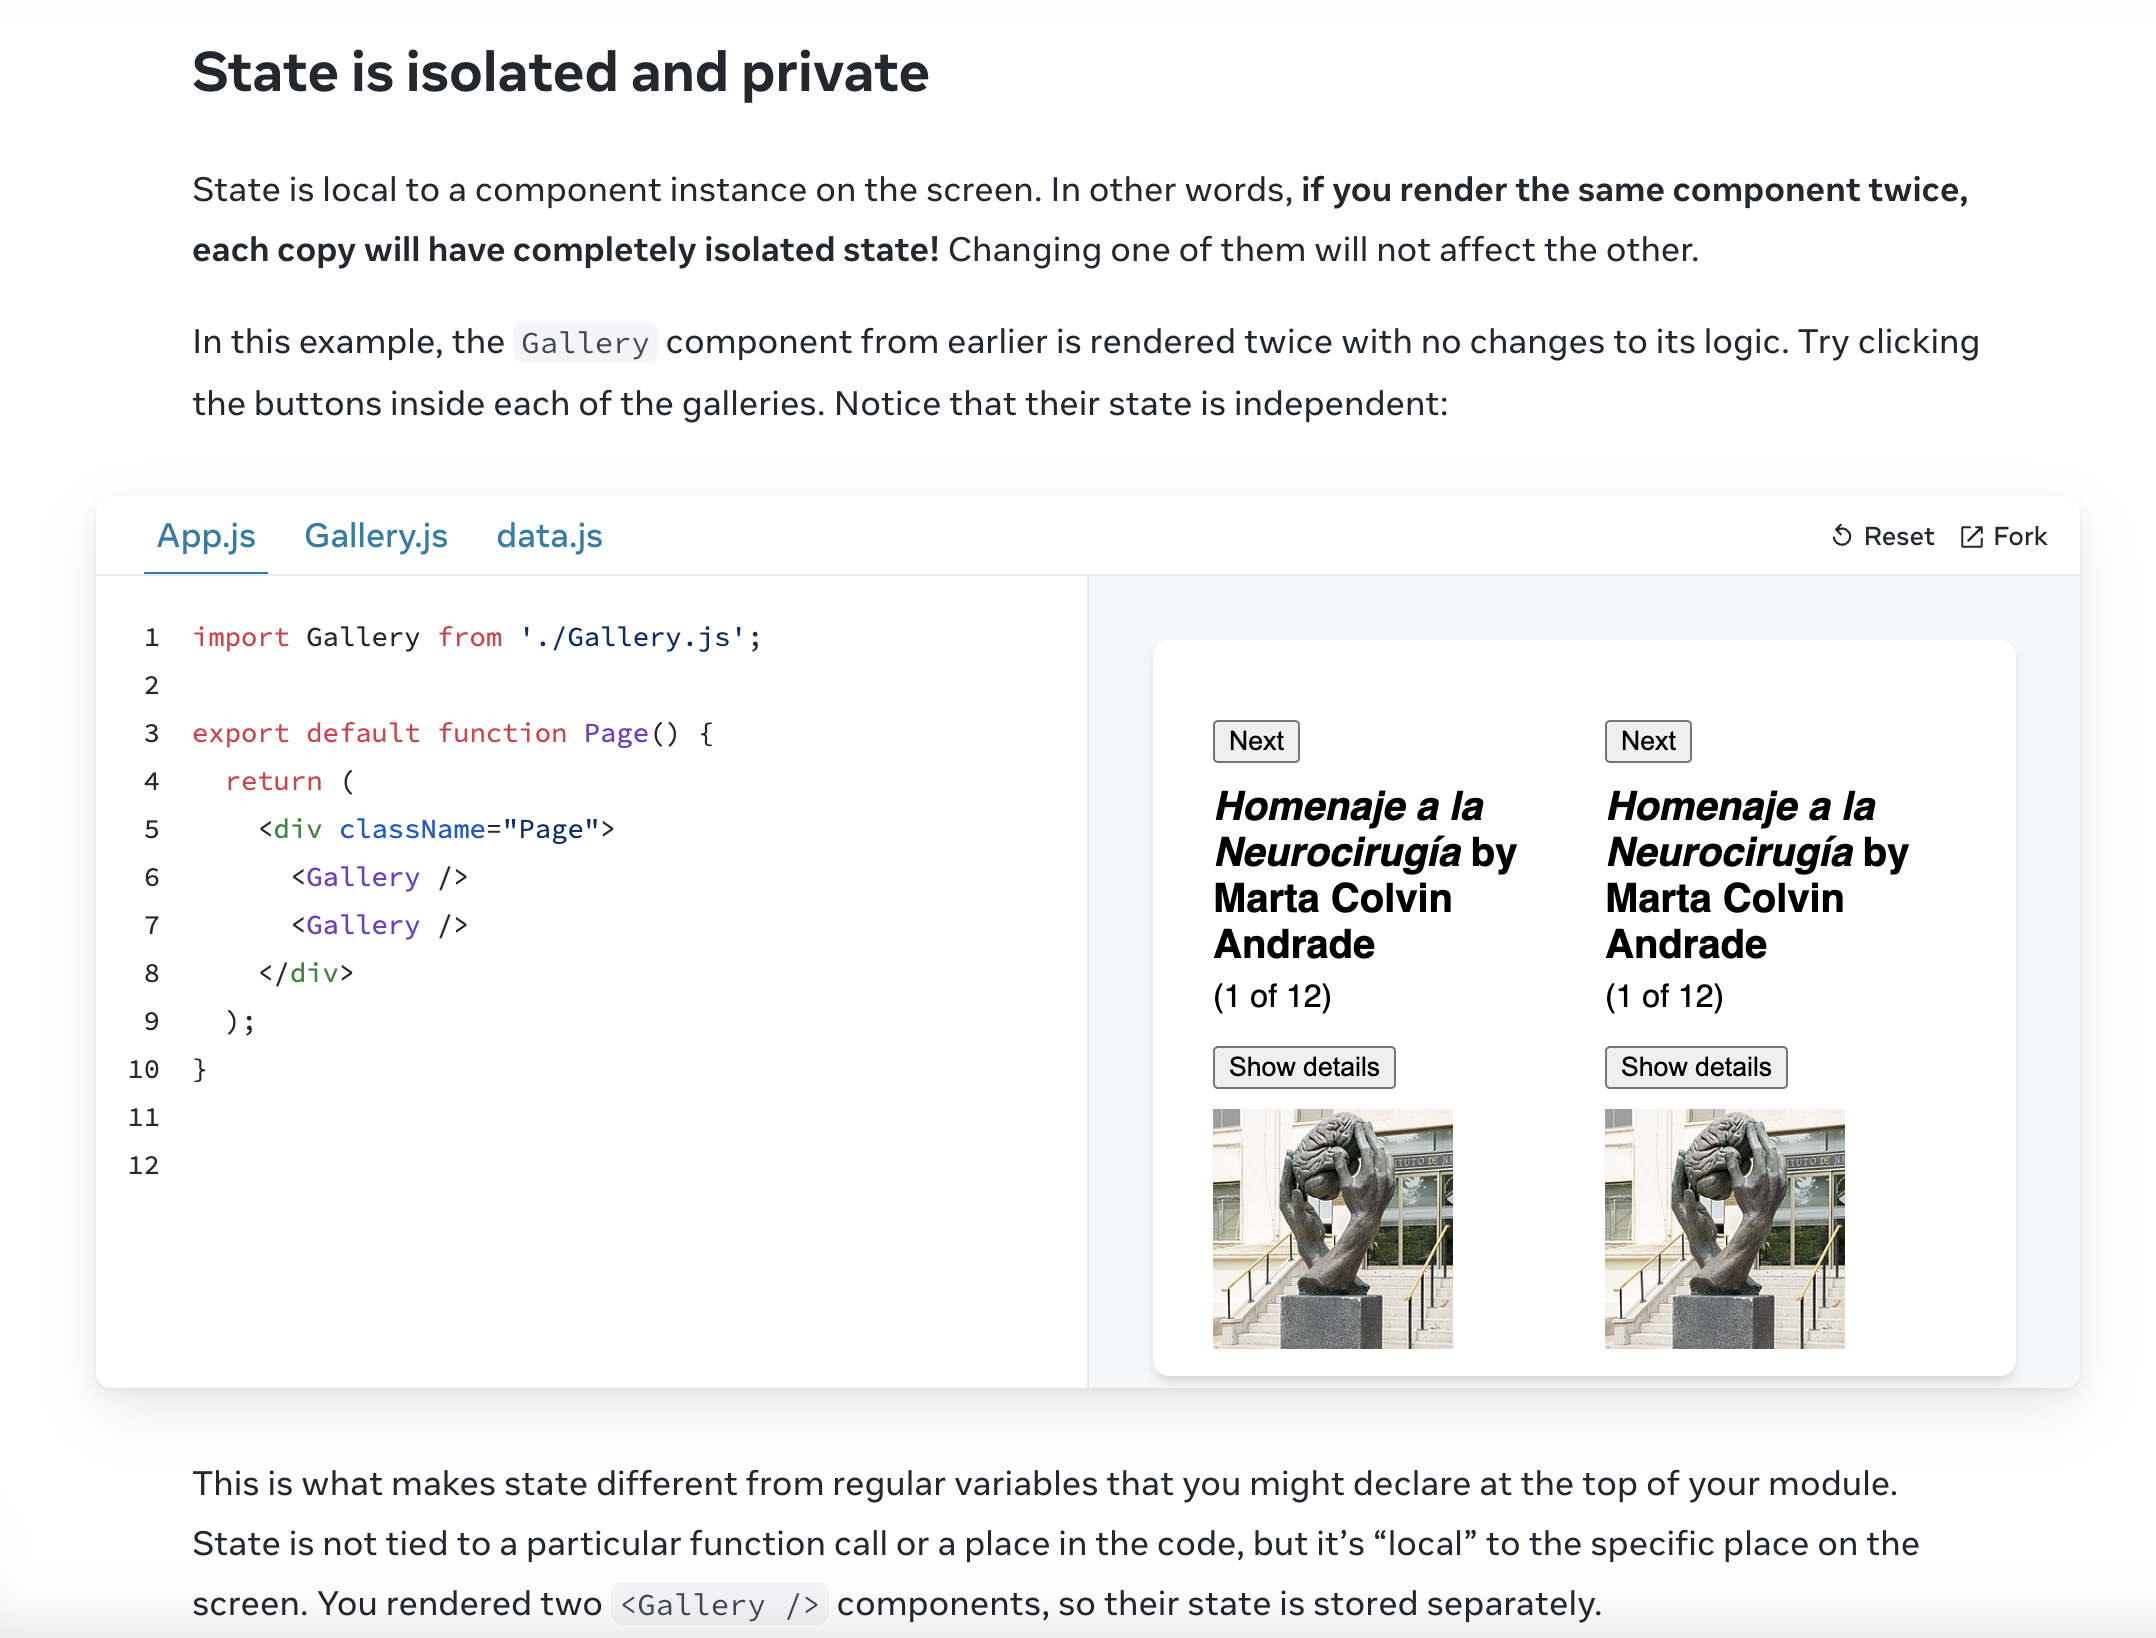 State is isolated and private
State is local to a component instance on the screen. In other words, if you render the same component twice,
each copy will have completely isolated state! Changing one of them will not affect the other.
In this example, the Gallery component from earlier is rendered twice with no changes to its logic. Try clicking
the buttons inside each of the galleries. Notice that their state is independent:
App.js Gallery.js data.js Reset Fork
1 import Gallery from './Gallery.js';
2
3 export default function Page() {
4   return (
5     <div className="Page">
6       <Gallery />
7       <Gallery />
8     </div>
9   );
10 }
11
12
Next
Homenaje a la
Neurocirugía by
Marta Colvin
Andrade
(1 of 12)
Show details
TUTO DE NE
Next
Homenaje a la
Neurocirugía by
Marta Colvin
Andrade
(1 of 12)
Show details
TUTO DE NE
This is what makes state different from regular variables that you might declare at the top of your module.
State is not tied to a particular function call or a place in the code, but it’s “local” to the specific place on the
screen. You rendered two <Gallery /> components, so their state is stored separately.